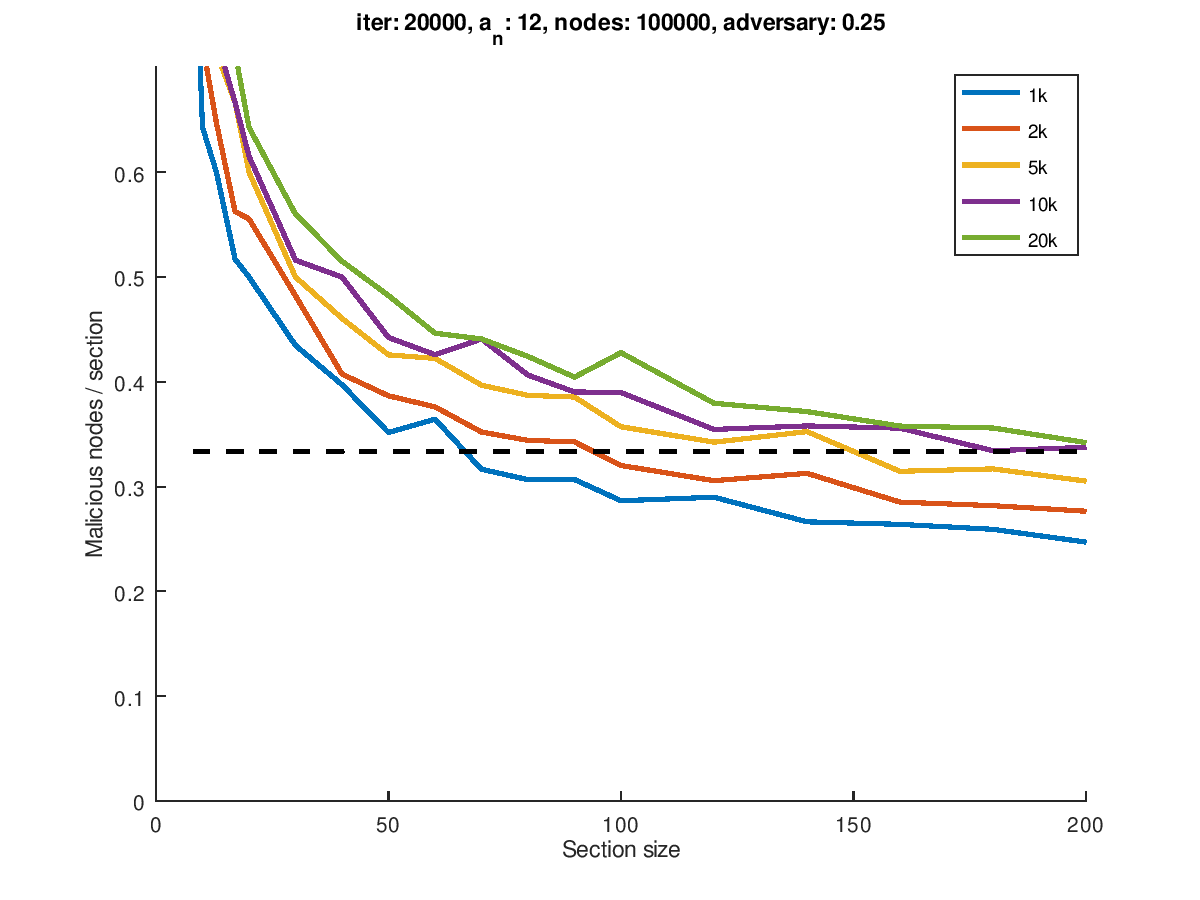 iter: 20000, a_n: 12, nodes: 100000, adversary: 0.25
1k
2k
5k
10k
20k
0.6
0.5
0.4
0.3
0.2
0.1
0
Malicious nodes / section
0 50 100 150 200
Section size